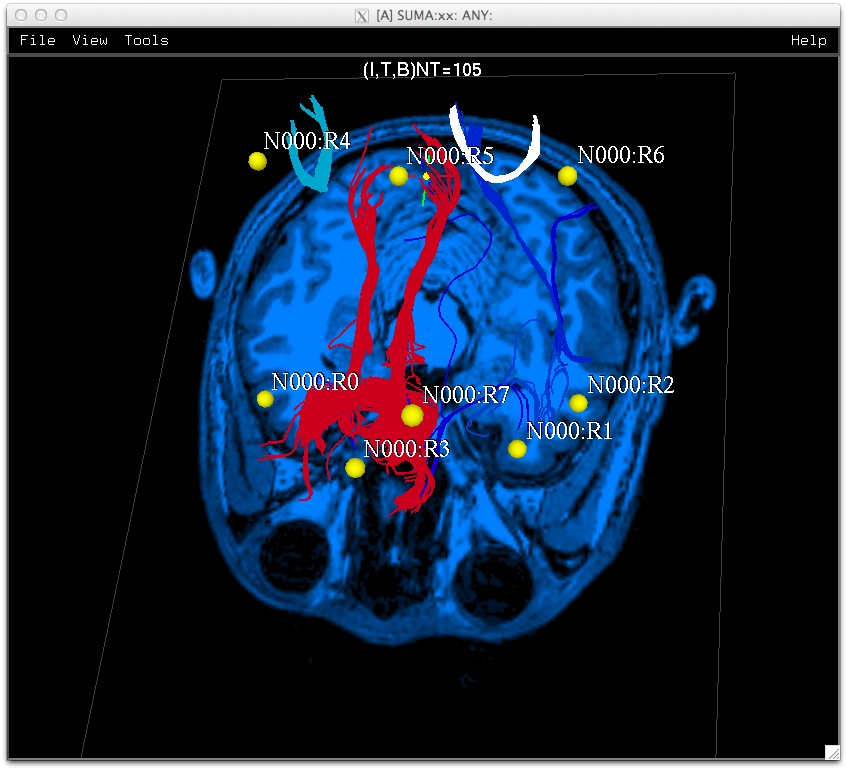 [A] SUMA:xx: ANY:
File View Tools Help
(I,T,B)NT=105
N000:R4
N000:R5
N000:R6
N000:R0
N000:R7
N000:R2
N000:R3
N000:R1